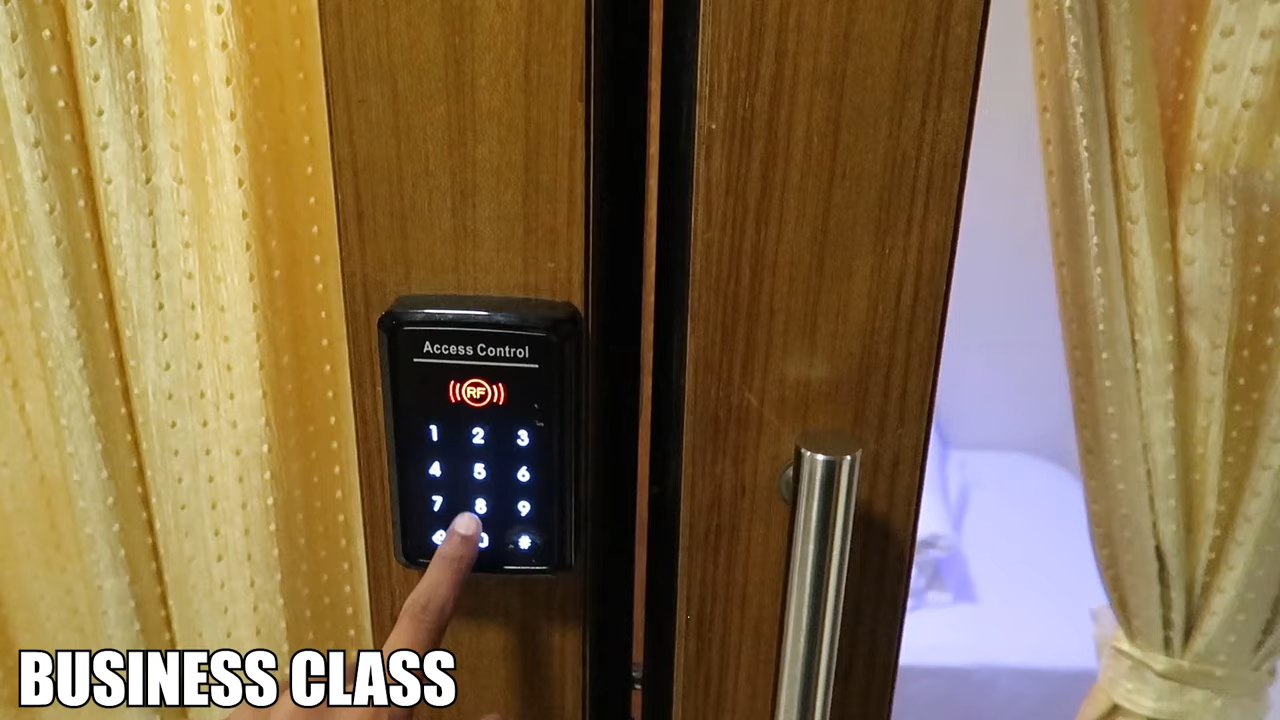 Access Control
((RF))
1 2 3
4 5 6
7 8 9
#
BUSINESS CLASS